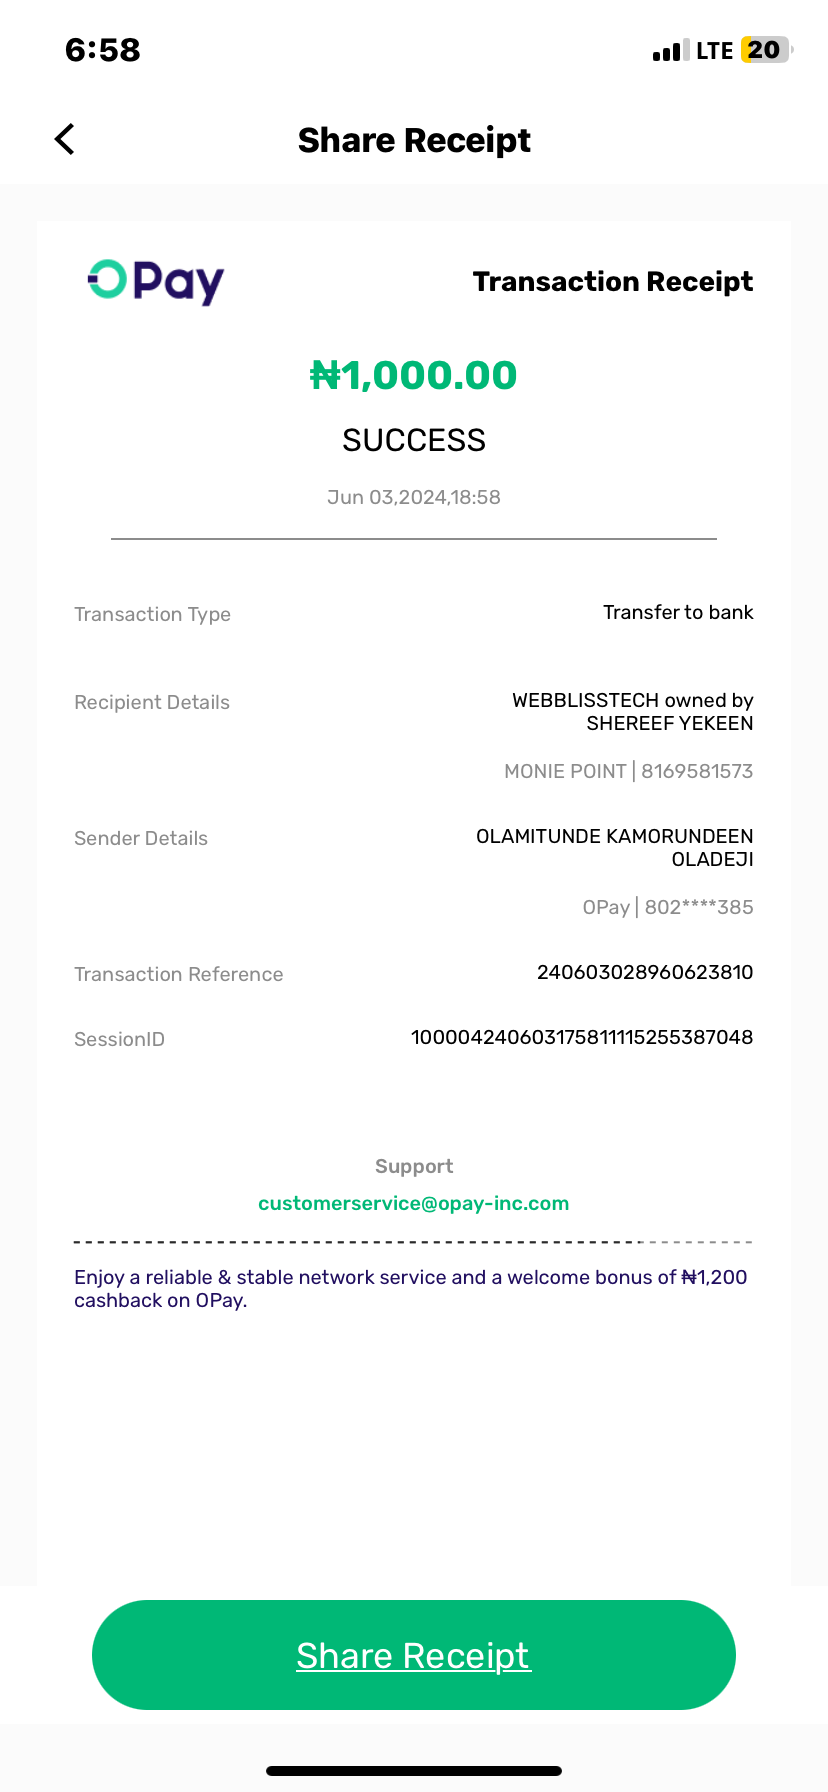 6:58
LTE 20
Share Receipt
OPay
Transaction Receipt
₦1,000.00
SUCCESS
Jun 03,2024,18:58
Transaction Type
Transfer to bank
Recipient Details
WEBBLISSTECH owned by
SHEREEF YEKEEN
MONIE POINT | 8169581573
Sender Details
OLAMITUNDE KAMORUNDEEN
OLADEJI
OPay | 802****385
Transaction Reference
240603028960623810
SessionID
100004240603175811115255387048
Support
customerservice@opay-inc.com
Enjoy a reliable & stable network service and a welcome bonus of ₦1,200
cashback on OPay.
Share Receipt